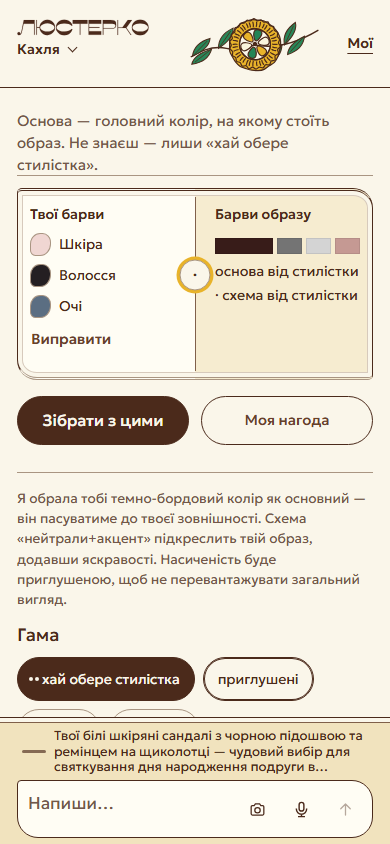 ЛЮСТЕРКО
Кахля
Мої
Основа — головний колір, на якому стоїть
образ. Не знаєш — лиши «хай обере
стилістка».
Твої барви
Шкіра
Волосся
Очі
Виправити
Барви образу
основа від стилістки
· схема від стилістки
Зібрати з цими
Моя нагода
Я обрала тобі темно-бордовий колір як основний —
він пасуватиме до твоєї зовнішності. Схема
«нейтрали+акцент» підкреслить твій образ,
додавши яскравості. Насиченість буде
приглушеною, щоб не перевантажувати загальний
вигляд.
Гама
•• хай обере стилістка
приглушені
Твої білі шкіряні сандалі з чорною підошвою та
ремінцем на щиколотці — чудовий вибір для
святкування дня народження подруги в...
Напиши...